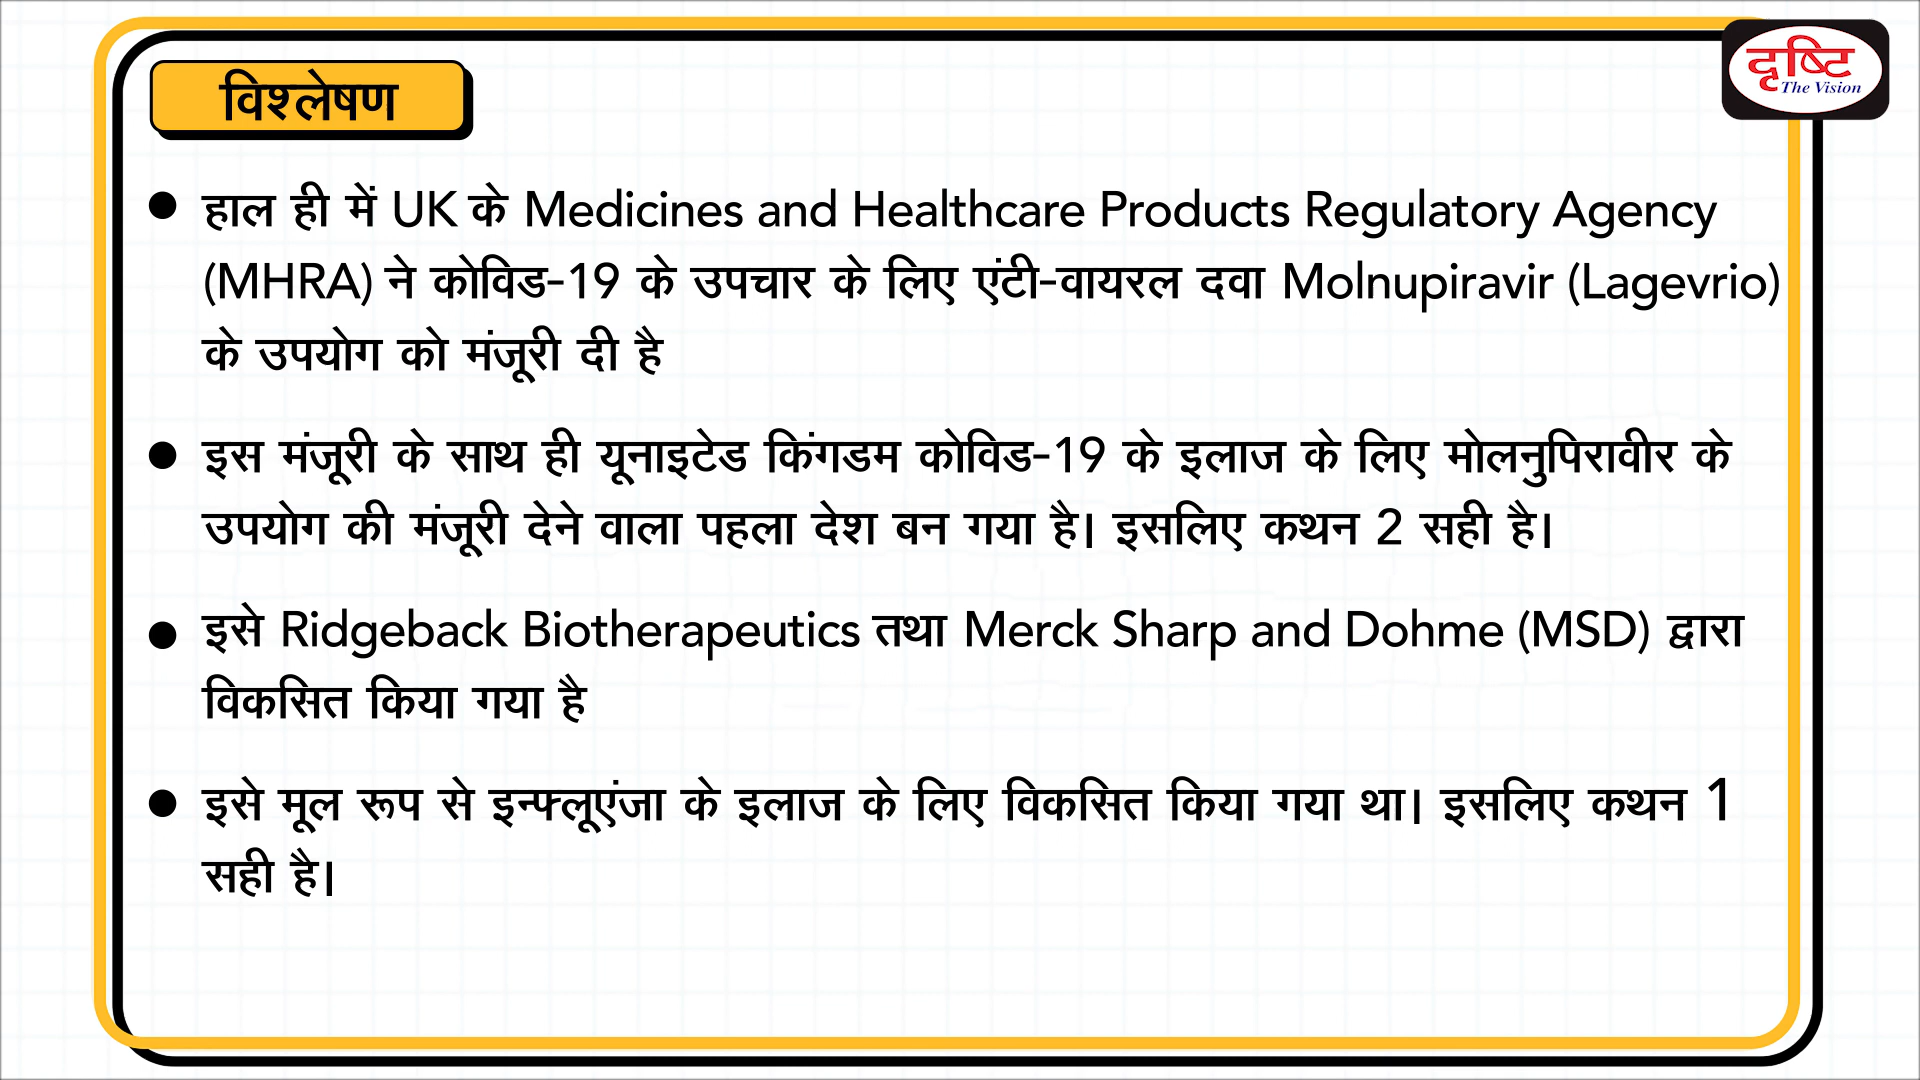 दृष्टि
The Vision
विश्लेषण
● हाल ही में UK के Medicines and Healthcare Products Regulatory Agency
(MHRA) ने कोविड-19 के उपचार के लिए एंटी-वायरल दवा Molnupiravir (Lagevrio)
के उपयोग को मंजूरी दी है
● इस मंजूरी के साथ ही यूनाइटेड किंगडम कोविड-19 के इलाज के लिए मोलनुपिरावीर के
उपयोग की मंजूरी देने वाला पहला देश बन गया है। इसलिए कथन 2 सही है।
● इसे Ridgeback Biotherapeutics तथा Merck Sharp and Dohme (MSD) द्वारा
विकसित किया गया है
● इसे मूल रूप से इन्फ्लूएंजा के इलाज के लिए विकसित किया गया था। इसलिए कथन 1
सही है।